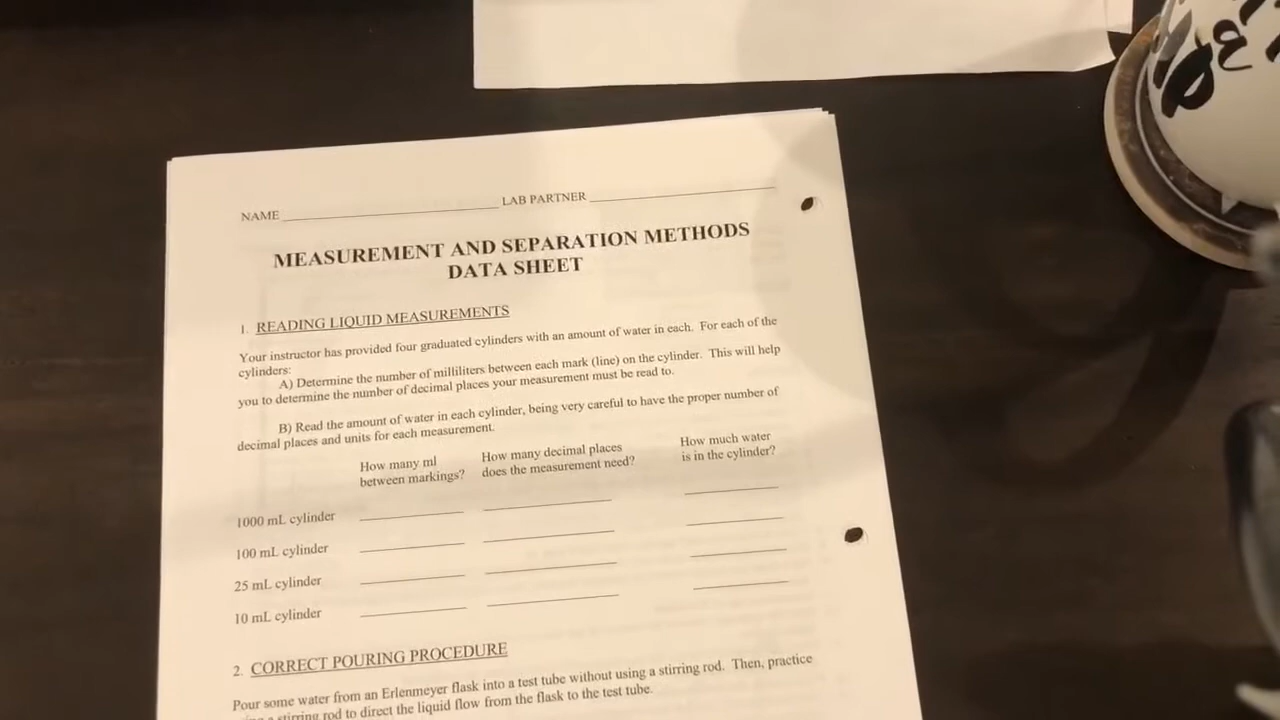 NAME ____________ LAB PARTNER ____________
MEASUREMENT AND SEPARATION METHODS
DATA SHEET
1. READING LIQUID MEASUREMENTS
Your instructor has provided four graduated cylinders with an amount of water in each. For each of the
cylinders:
A) Determine the number of milliliters between each mark (line) on the cylinder. This will help
you to determine the number of decimal places your measurement must be read to.
B) Read the amount of water in each cylinder, being very careful to have the proper number of
decimal places and units for each measurement.
How many ml How many decimal places How much water
between markings? does the measurement need? is in the cylinder?
1000 mL cylinder
100 mL cylinder
25 mL cylinder
10 mL cylinder
2. CORRECT POURING PROCEDURE
Pour some water from an Erlenmeyer flask into a test tube without using a stirring rod. Then, practice
a stirring rod to direct the liquid flow from the flask to the test tube.